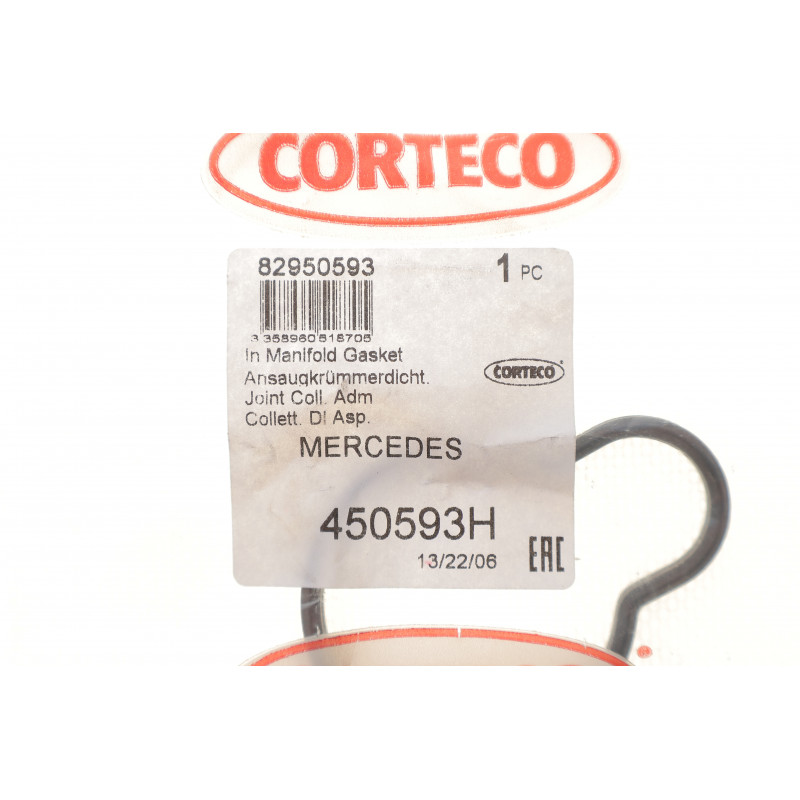 CORTECO
82950593
1 PC
3 358960 518705
In Manifold Gasket
Ansaugkrümmerdicht.
Joint Coll. Adm
Collett. Di Asp.
CORTECO
MERCEDES
450593H
13/22/06
EAC